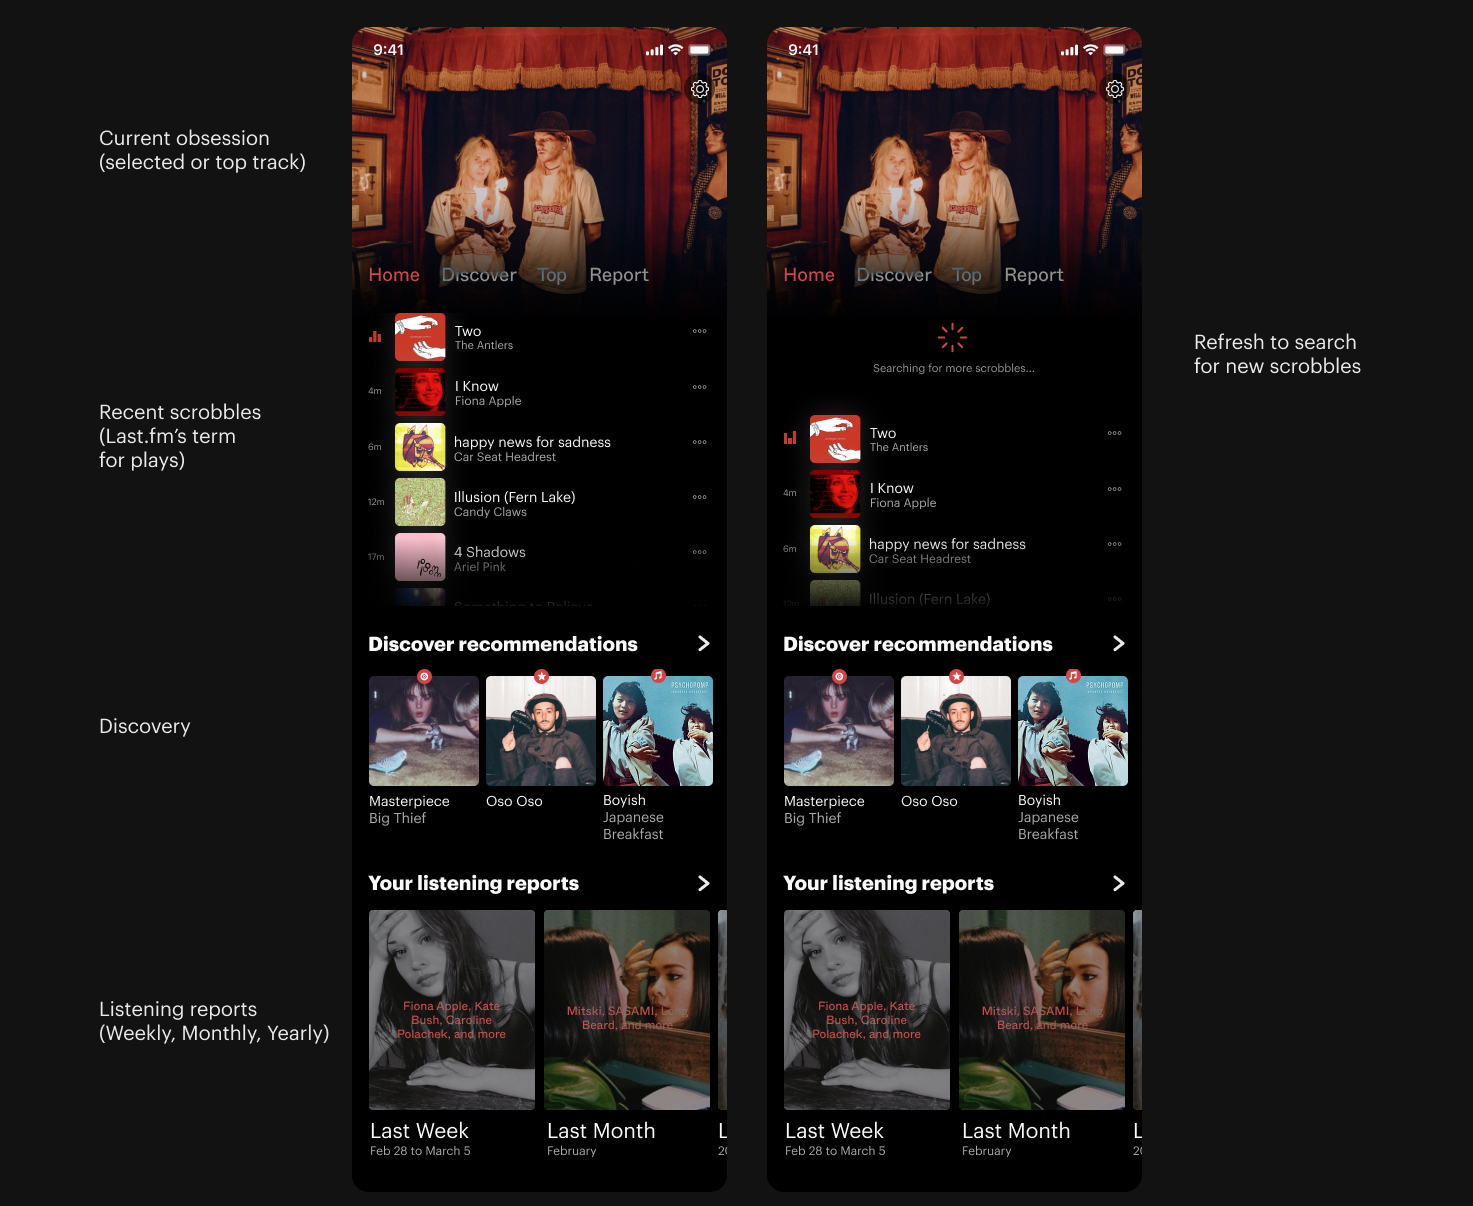 Current obsession
(selected or top track)
Recent scrobbles
(Last.fm's term
for plays)
Discovery
Listening reports
(Weekly, Monthly, Yearly)
9:41
Home Discover Top Report
Two
The Antlers
4m
I Know
Fiona Apple
6m
happy news for sadness
Car Seat Headrest
12m
Illusion (Fern Lake)
Candy Claws
17m
4 Shadows
Ariel Pink
Something to Believe
Discover recommendations
PSYCHOPOMP
Masterpiece
Big Thief
Oso Oso
Boyish
Japanese
Breakfast
Your listening reports
Fiona Apple, Kate
Bush, Caroline
Polachek, and more
Mitski, SASAMI, Long
Beard, and more
Last Week
Feb 28 to March 5
Last Month
February
L
20
9:41
Home Discover Top Report
Searching for more scrobbles...
Two
The Antlers
4m
I Know
Fiona Apple
6m
happy news for sadness
Car Seat Headrest
12m
Illusion (Fern Lake)
Discover recommendations
PSYCHOPOMP
Masterpiece
Big Thief
Oso Oso
Boyish
Japanese
Breakfast
Your listening reports
Fiona Apple, Kate
Bush, Caroline
Polachek, and more
Mitski, SASAMI, Long
Beard, and more
Last Week
Feb 28 to March 5
Last Month
February
L
20
Refresh to search
for new scrobbles